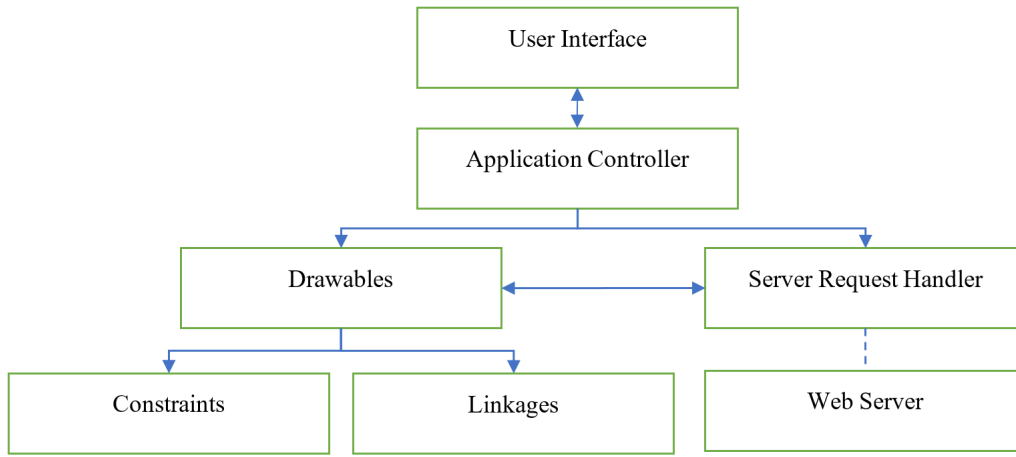 User Interface
Application Controller
Drawables
Server Request Handler
Constraints
Linkages
Web Server